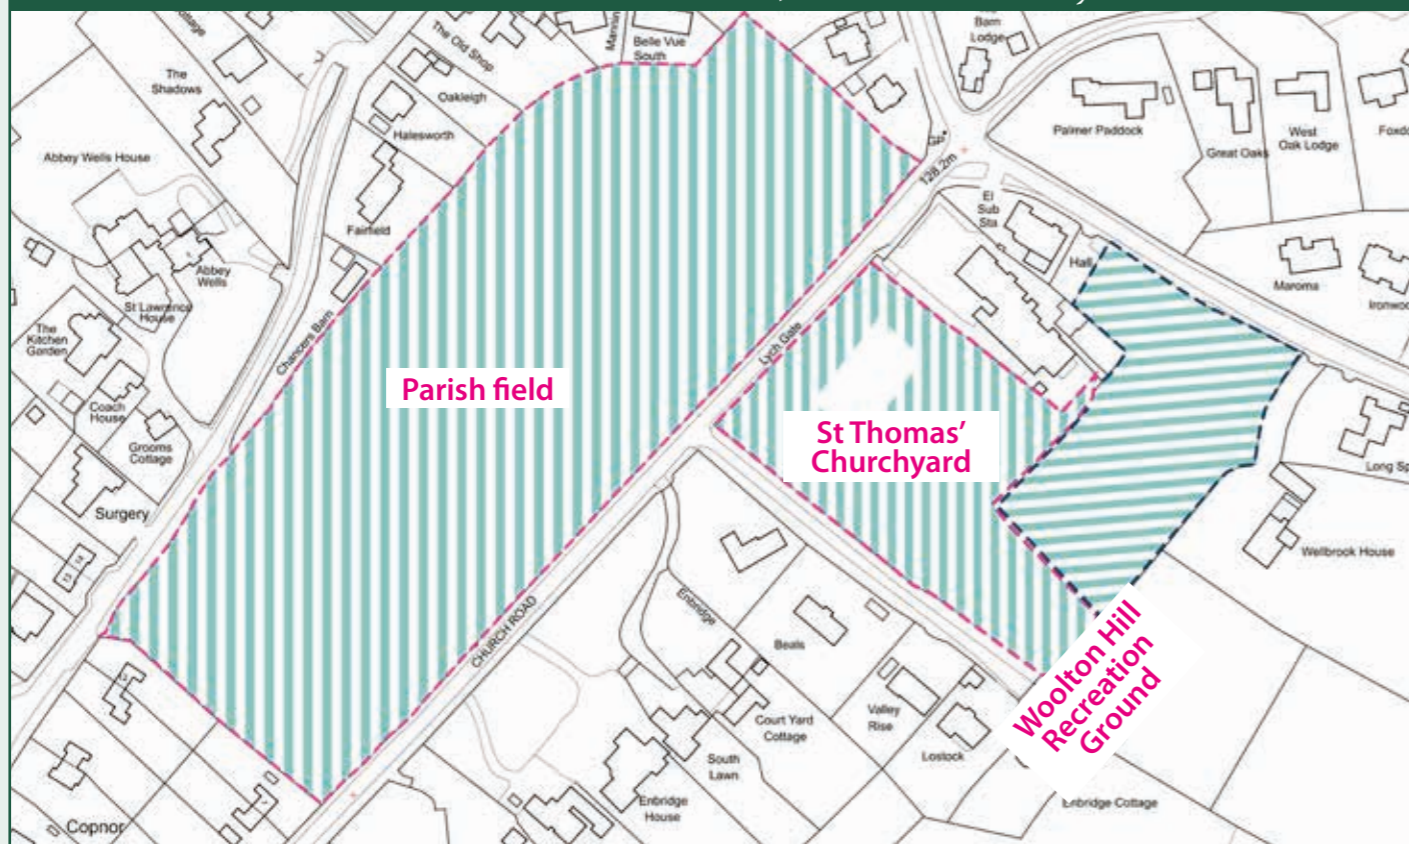 The Shadows
The Old Shop
Belle Vue
South
Barn
Lodge
Oakleigh
Halesworth
Abbey Wells House
Fairfield
Palmer Paddock
Great Oaks
West
Oak Lodge
128.2m
El
Sub
Sta
Hall
Maroma
Abbey
Wells
St Lawrence
House
The
Kitchen
Garden
Chancers Barn
Lych Gate
Coach
House
Grooms
Cottage
Parish field
St Thomas’
Churchyard
Surgery
13
14
Wellbrook House
CHURCH ROAD
Enbridge
Beals
Woolton Hill
Recreation
Ground
Court Yard
Cottage
Valley
Rise
Lostock
South
Lawn
Enbridge
House
Enbridge Cottage
Copnor